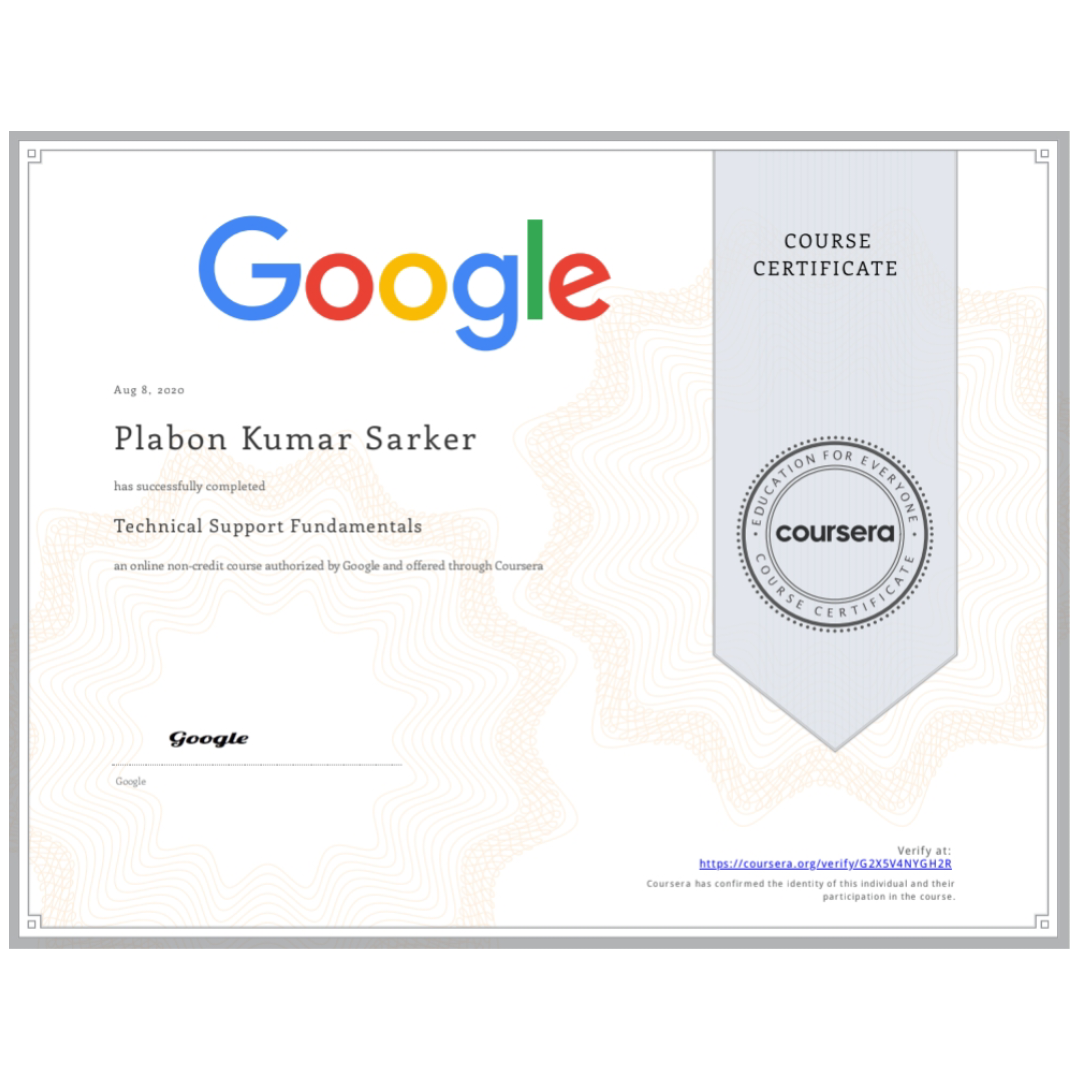 Google
COURSE
CERTIFICATE
Aug 8, 2020
Plabon Kumar Sarker
has successfully completed
Technical Support Fundamentals
an online non-credit course authorized by Google and offered through Coursera
EDUCATION FOR EVERYONE
coursera
COURSE CERTIFICATE
Google
Google
Verify at:
https://coursera.org/verify/G2X5V4NYGH2R
Coursera has confirmed the identity of this individual and their
participation in the course.